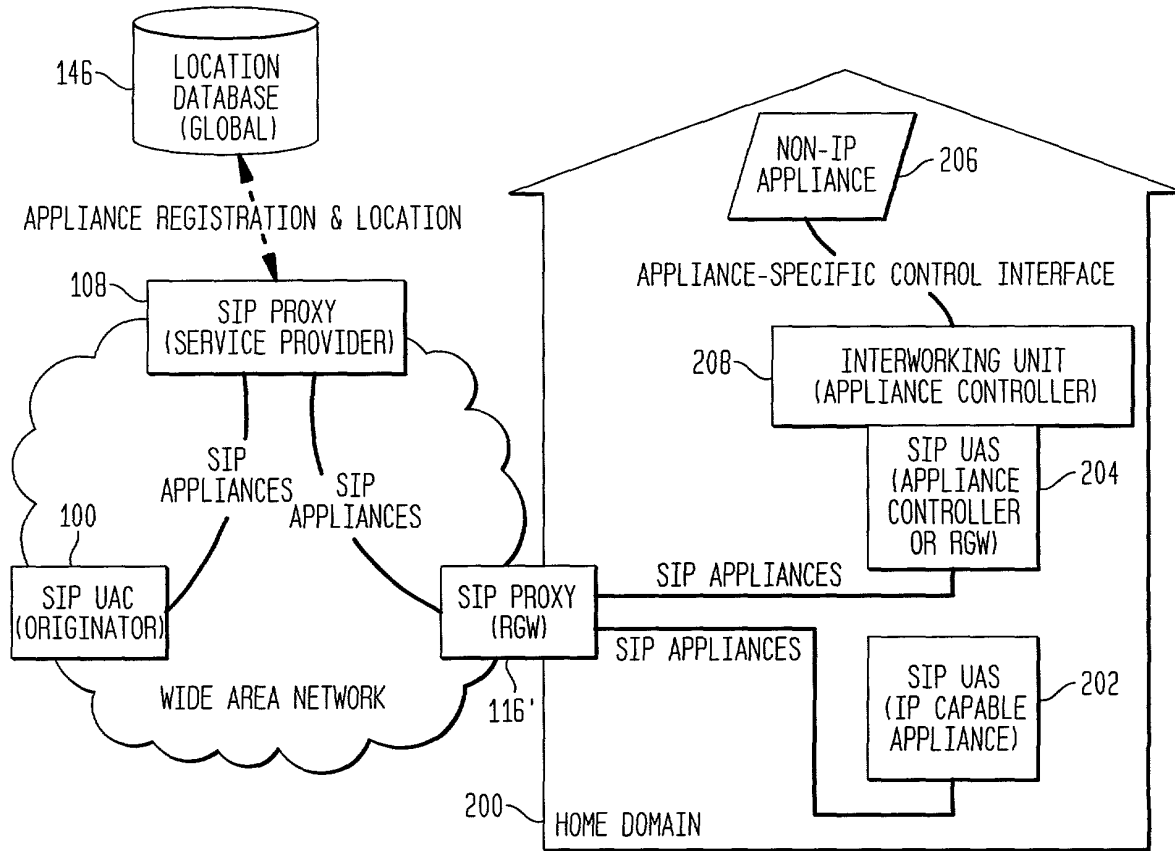 146
LOCATION
DATABASE
(GLOBAL)
APPLIANCE REGISTRATION & LOCATION
108
SIP PROXY
(SERVICE PROVIDER)
SIP
APPLIANCES
SIP
APPLIANCES
100
SIP UAC
(ORIGINATOR)
WIDE AREA NETWORK
SIP PROXY
(RGW)
116'
NON-IP
APPLIANCE
206
APPLIANCE-SPECIFIC CONTROL INTERFACE
208
INTERWORKING UNIT
(APPLIANCE CONTROLLER)
SIP UAS
(APPLIANCE
CONTROLLER
OR RGW)
204
SIP APPLIANCES
SIP APPLIANCES
SIP UAS
(IP CAPABLE
APPLIANCE)
202
200
HOME DOMAIN